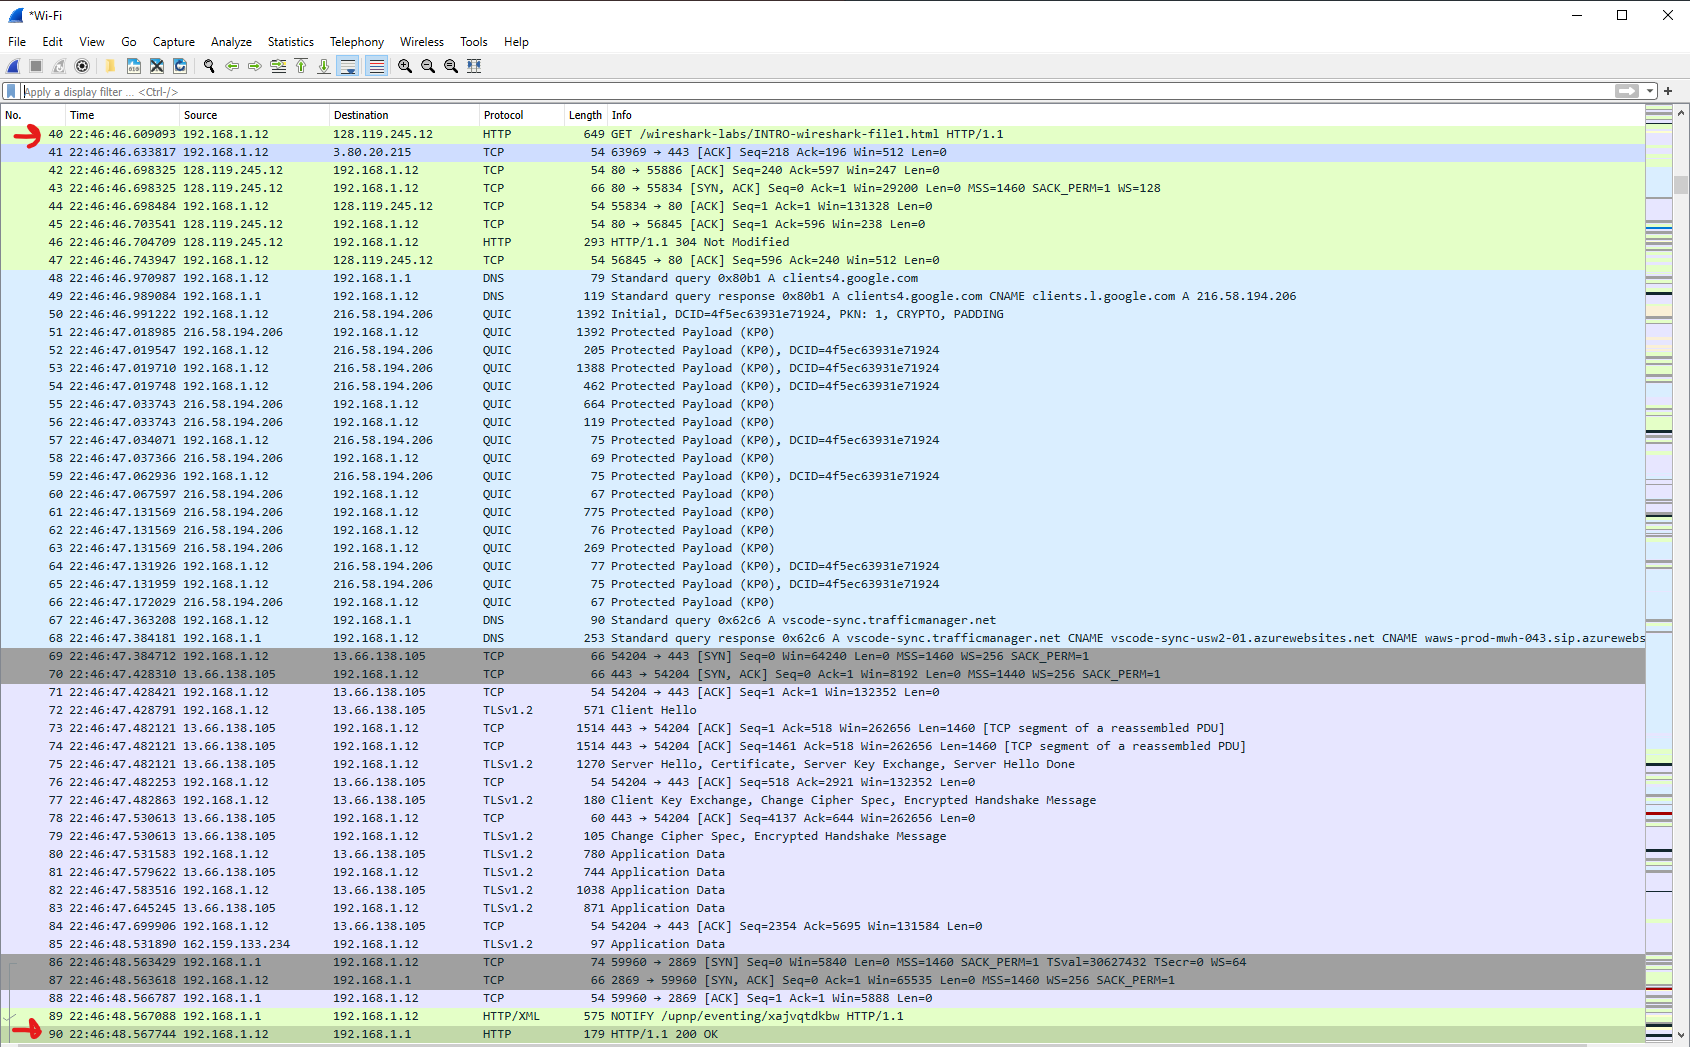 *Wi-Fi
File Edit View Go Capture Analyze Statistics Telephony Wireless Tools Help
Apply a display filter ... <Ctrl-/>
No. Time Source Destination Protocol Length Info
40 22:46:46.609093 192.168.1.12 128.119.245.12 HTTP 649 GET /wireshark-labs/INTRO-wireshark-file1.html HTTP/1.1
41 22:46:46.633817 192.168.1.12 3.80.20.215 TCP 54 63969 → 443 [ACK] Seq=218 Ack=196 Win=512 Len=0
42 22:46:46.698325 128.119.245.12 192.168.1.12 TCP 54 80 → 55886 [ACK] Seq=240 Ack=597 Win=247 Len=0
43 22:46:46.698325 128.119.245.12 192.168.1.12 TCP 66 80 → 55834 [SYN, ACK] Seq=0 Ack=1 Win=29200 Len=0 MSS=1460 SACK_PERM=1 WS=128
44 22:46:46.698484 192.168.1.12 128.119.245.12 TCP 54 55834 → 80 [ACK] Seq=1 Ack=1 Win=131328 Len=0
45 22:46:46.703541 128.119.245.12 192.168.1.12 TCP 54 80 → 56845 [ACK] Seq=1 Ack=596 Win=238 Len=0
46 22:46:46.704709 128.119.245.12 192.168.1.12 HTTP 293 HTTP/1.1 304 Not Modified
47 22:46:46.743947 192.168.1.12 128.119.245.12 TCP 54 56845 → 80 [ACK] Seq=596 Ack=240 Win=512 Len=0
48 22:46:46.970987 192.168.1.12 192.168.1.1 DNS 79 Standard query 0x80b1 A clients4.google.com
49 22:46:46.989084 192.168.1.1 192.168.1.12 DNS 119 Standard query response 0x80b1 A clients4.google.com CNAME clients.l.google.com A 216.58.194.206
50 22:46:46.991222 192.168.1.12 216.58.194.206 QUIC 1392 Initial, DCID=4f5ec63931e71924, PKN: 1, CRYPTO, PADDING
51 22:46:47.018985 216.58.194.206 192.168.1.12 QUIC 1392 Protected Payload (KP0)
52 22:46:47.019547 192.168.1.12 216.58.194.206 QUIC 205 Protected Payload (KP0), DCID=4f5ec63931e71924
53 22:46:47.019710 192.168.1.12 216.58.194.206 QUIC 1388 Protected Payload (KP0), DCID=4f5ec63931e71924
54 22:46:47.019748 192.168.1.12 216.58.194.206 QUIC 462 Protected Payload (KP0), DCID=4f5ec63931e71924
55 22:46:47.033743 216.58.194.206 192.168.1.12 QUIC 664 Protected Payload (KP0)
56 22:46:47.033743 216.58.194.206 192.168.1.12 QUIC 119 Protected Payload (KP0)
57 22:46:47.034071 192.168.1.12 216.58.194.206 QUIC 75 Protected Payload (KP0), DCID=4f5ec63931e71924
58 22:46:47.037366 216.58.194.206 192.168.1.12 QUIC 69 Protected Payload (KP0)
59 22:46:47.062936 192.168.1.12 216.58.194.206 QUIC 75 Protected Payload (KP0), DCID=4f5ec63931e71924
60 22:46:47.067597 216.58.194.206 192.168.1.12 QUIC 67 Protected Payload (KP0)
61 22:46:47.131569 216.58.194.206 192.168.1.12 QUIC 775 Protected Payload (KP0)
62 22:46:47.131569 216.58.194.206 192.168.1.12 QUIC 76 Protected Payload (KP0)
63 22:46:47.131569 216.58.194.206 192.168.1.12 QUIC 269 Protected Payload (KP0)
64 22:46:47.131926 192.168.1.12 216.58.194.206 QUIC 77 Protected Payload (KP0), DCID=4f5ec63931e71924
65 22:46:47.131959 192.168.1.12 216.58.194.206 QUIC 75 Protected Payload (KP0), DCID=4f5ec63931e71924
66 22:46:47.172029 216.58.194.206 192.168.1.12 QUIC 67 Protected Payload (KP0)
67 22:46:47.363208 192.168.1.12 192.168.1.1 DNS 90 Standard query 0x62c6 A vscode-sync.trafficmanager.net
68 22:46:47.384181 192.168.1.1 192.168.1.12 DNS 253 Standard query response 0x62c6 A vscode-sync.trafficmanager.net CNAME vscode-sync-usw2-01.azurewebsites.net CNAME waws-prod-mwh-043.sip.azurewebs
69 22:46:47.384712 192.168.1.12 13.66.138.105 TCP 66 54204 → 443 [SYN] Seq=0 Win=64240 Len=0 MSS=1460 WS=256 SACK_PERM=1
70 22:46:47.428310 13.66.138.105 192.168.1.12 TCP 66 443 → 54204 [SYN, ACK] Seq=0 Ack=1 Win=8192 Len=0 MSS=1440 WS=256 SACK_PERM=1
71 22:46:47.428421 192.168.1.12 13.66.138.105 TCP 54 54204 → 443 [ACK] Seq=1 Ack=1 Win=132352 Len=0
72 22:46:47.428791 192.168.1.12 13.66.138.105 TLSv1.2 571 Client Hello
73 22:46:47.482121 13.66.138.105 192.168.1.12 TCP 1514 443 → 54204 [ACK] Seq=1 Ack=518 Win=262656 Len=1460 [TCP segment of a reassembled PDU]
74 22:46:47.482121 13.66.138.105 192.168.1.12 TCP 1514 443 → 54204 [ACK] Seq=1461 Ack=518 Win=262656 Len=1460 [TCP segment of a reassembled PDU]
75 22:46:47.482121 13.66.138.105 192.168.1.12 TLSv1.2 1270 Server Hello, Certificate, Server Key Exchange, Server Hello Done
76 22:46:47.482253 192.168.1.12 13.66.138.105 TCP 54 54204 → 443 [ACK] Seq=518 Ack=2921 Win=132352 Len=0
77 22:46:47.482863 192.168.1.12 13.66.138.105 TLSv1.2 180 Client Key Exchange, Change Cipher Spec, Encrypted Handshake Message
78 22:46:47.530613 13.66.138.105 192.168.1.12 TCP 60 443 → 54204 [ACK] Seq=4137 Ack=644 Win=262656 Len=0
79 22:46:47.530613 13.66.138.105 192.168.1.12 TLSv1.2 105 Change Cipher Spec, Encrypted Handshake Message
80 22:46:47.531583 192.168.1.12 13.66.138.105 TLSv1.2 780 Application Data
81 22:46:47.579622 13.66.138.105 192.168.1.12 TLSv1.2 744 Application Data
82 22:46:47.583516 192.168.1.12 13.66.138.105 TLSv1.2 1038 Application Data
83 22:46:47.645245 13.66.138.105 192.168.1.12 TLSv1.2 871 Application Data
84 22:46:47.699906 192.168.1.12 13.66.138.105 TCP 54 54204 → 443 [ACK] Seq=2354 Ack=5695 Win=131584 Len=0
85 22:46:48.531890 162.159.133.234 192.168.1.12 TLSv1.2 97 Application Data
86 22:46:48.563429 192.168.1.1 192.168.1.12 TCP 74 59960 → 2869 [SYN] Seq=0 Win=5840 Len=0 MSS=1460 SACK_PERM=1 TSval=30627432 TSecr=0 WS=64
87 22:46:48.563618 192.168.1.12 192.168.1.1 TCP 66 2869 → 59960 [SYN, ACK] Seq=0 Ack=1 Win=65535 Len=0 MSS=1460 WS=256 SACK_PERM=1
88 22:46:48.566787 192.168.1.1 192.168.1.12 TCP 54 59960 → 2869 [ACK] Seq=1 Ack=1 Win=5888 Len=0
89 22:46:48.567088 192.168.1.1 192.168.1.12 HTTP/XML 575 NOTIFY /upnp/eventing/xajvqtdkbw HTTP/1.1
90 22:46:48.567744 192.168.1.12 192.168.1.1 HTTP 179 HTTP/1.1 200 OK